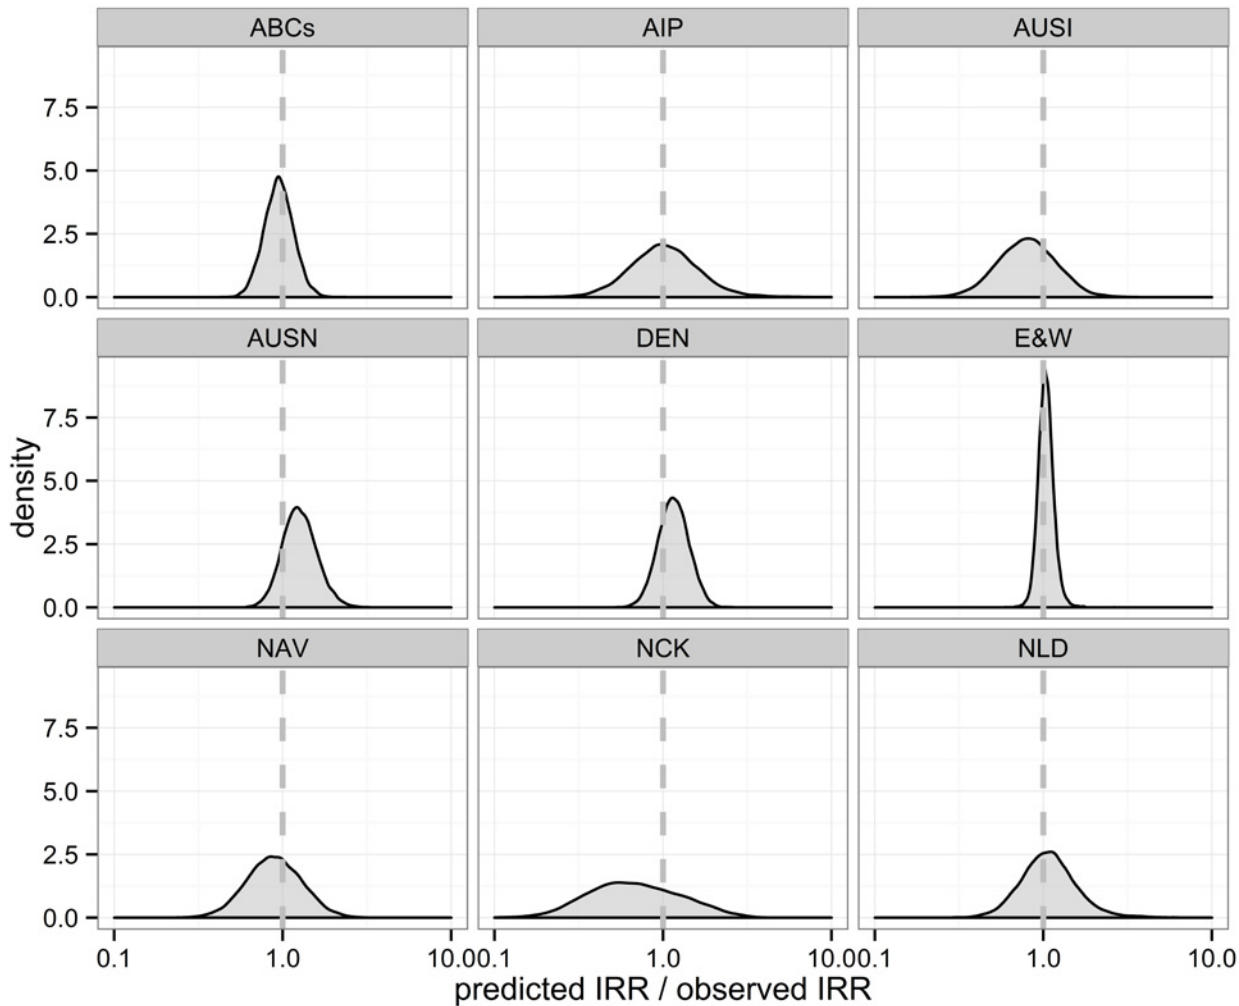 ABCs AIP AUSI
7.5
5.0
2.5
0.0
AUSN DEN E&W
density
7.5
5.0
2.5
0.0
NAV NCK NLD
7.5
5.0
2.5
0.0
0.1 1.0 10.00.1 1.0 10.00.1 1.0 10.0
predicted IRR / observed IRR